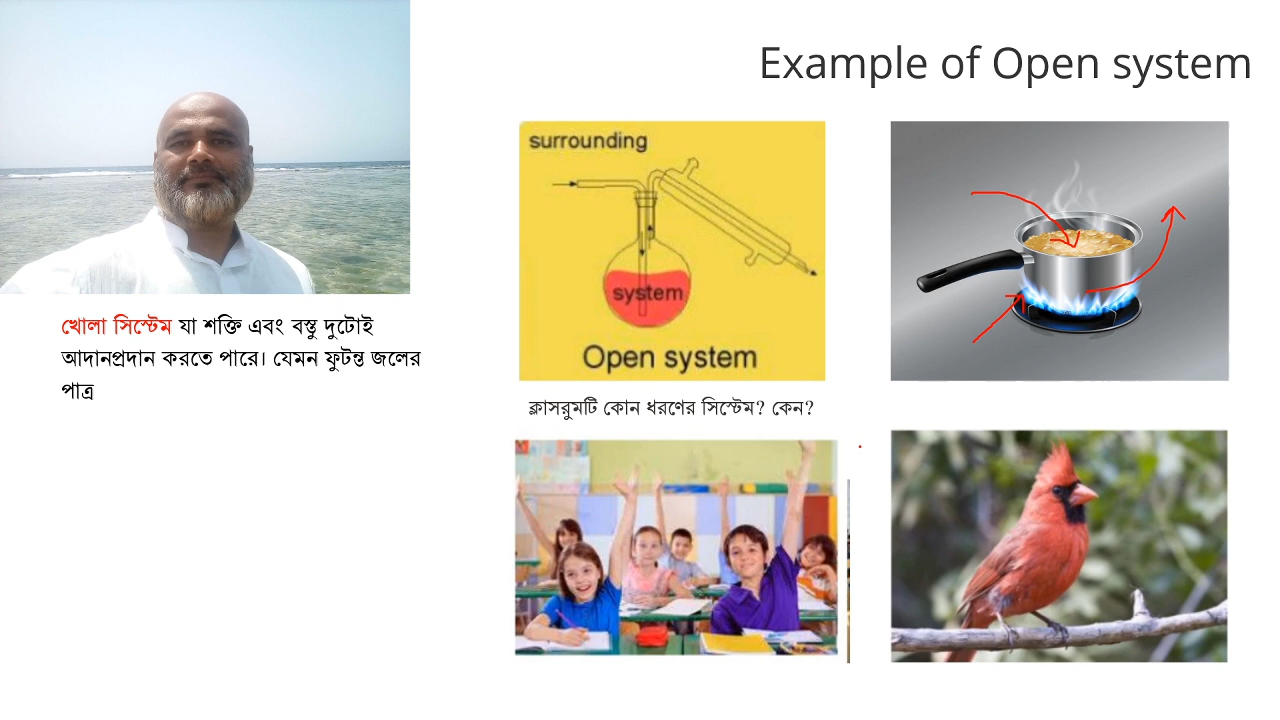 Example of Open system
surrounding
system
Open system
খোলা সিস্টেম যা শক্তি এবং বস্তু দুটোই
আদানপ্রদান করতে পারে। যেমন ফুটন্ত জলের
পাত্র
ক্লাসরুমটি কোন ধরণের সিস্টেম? কেন?